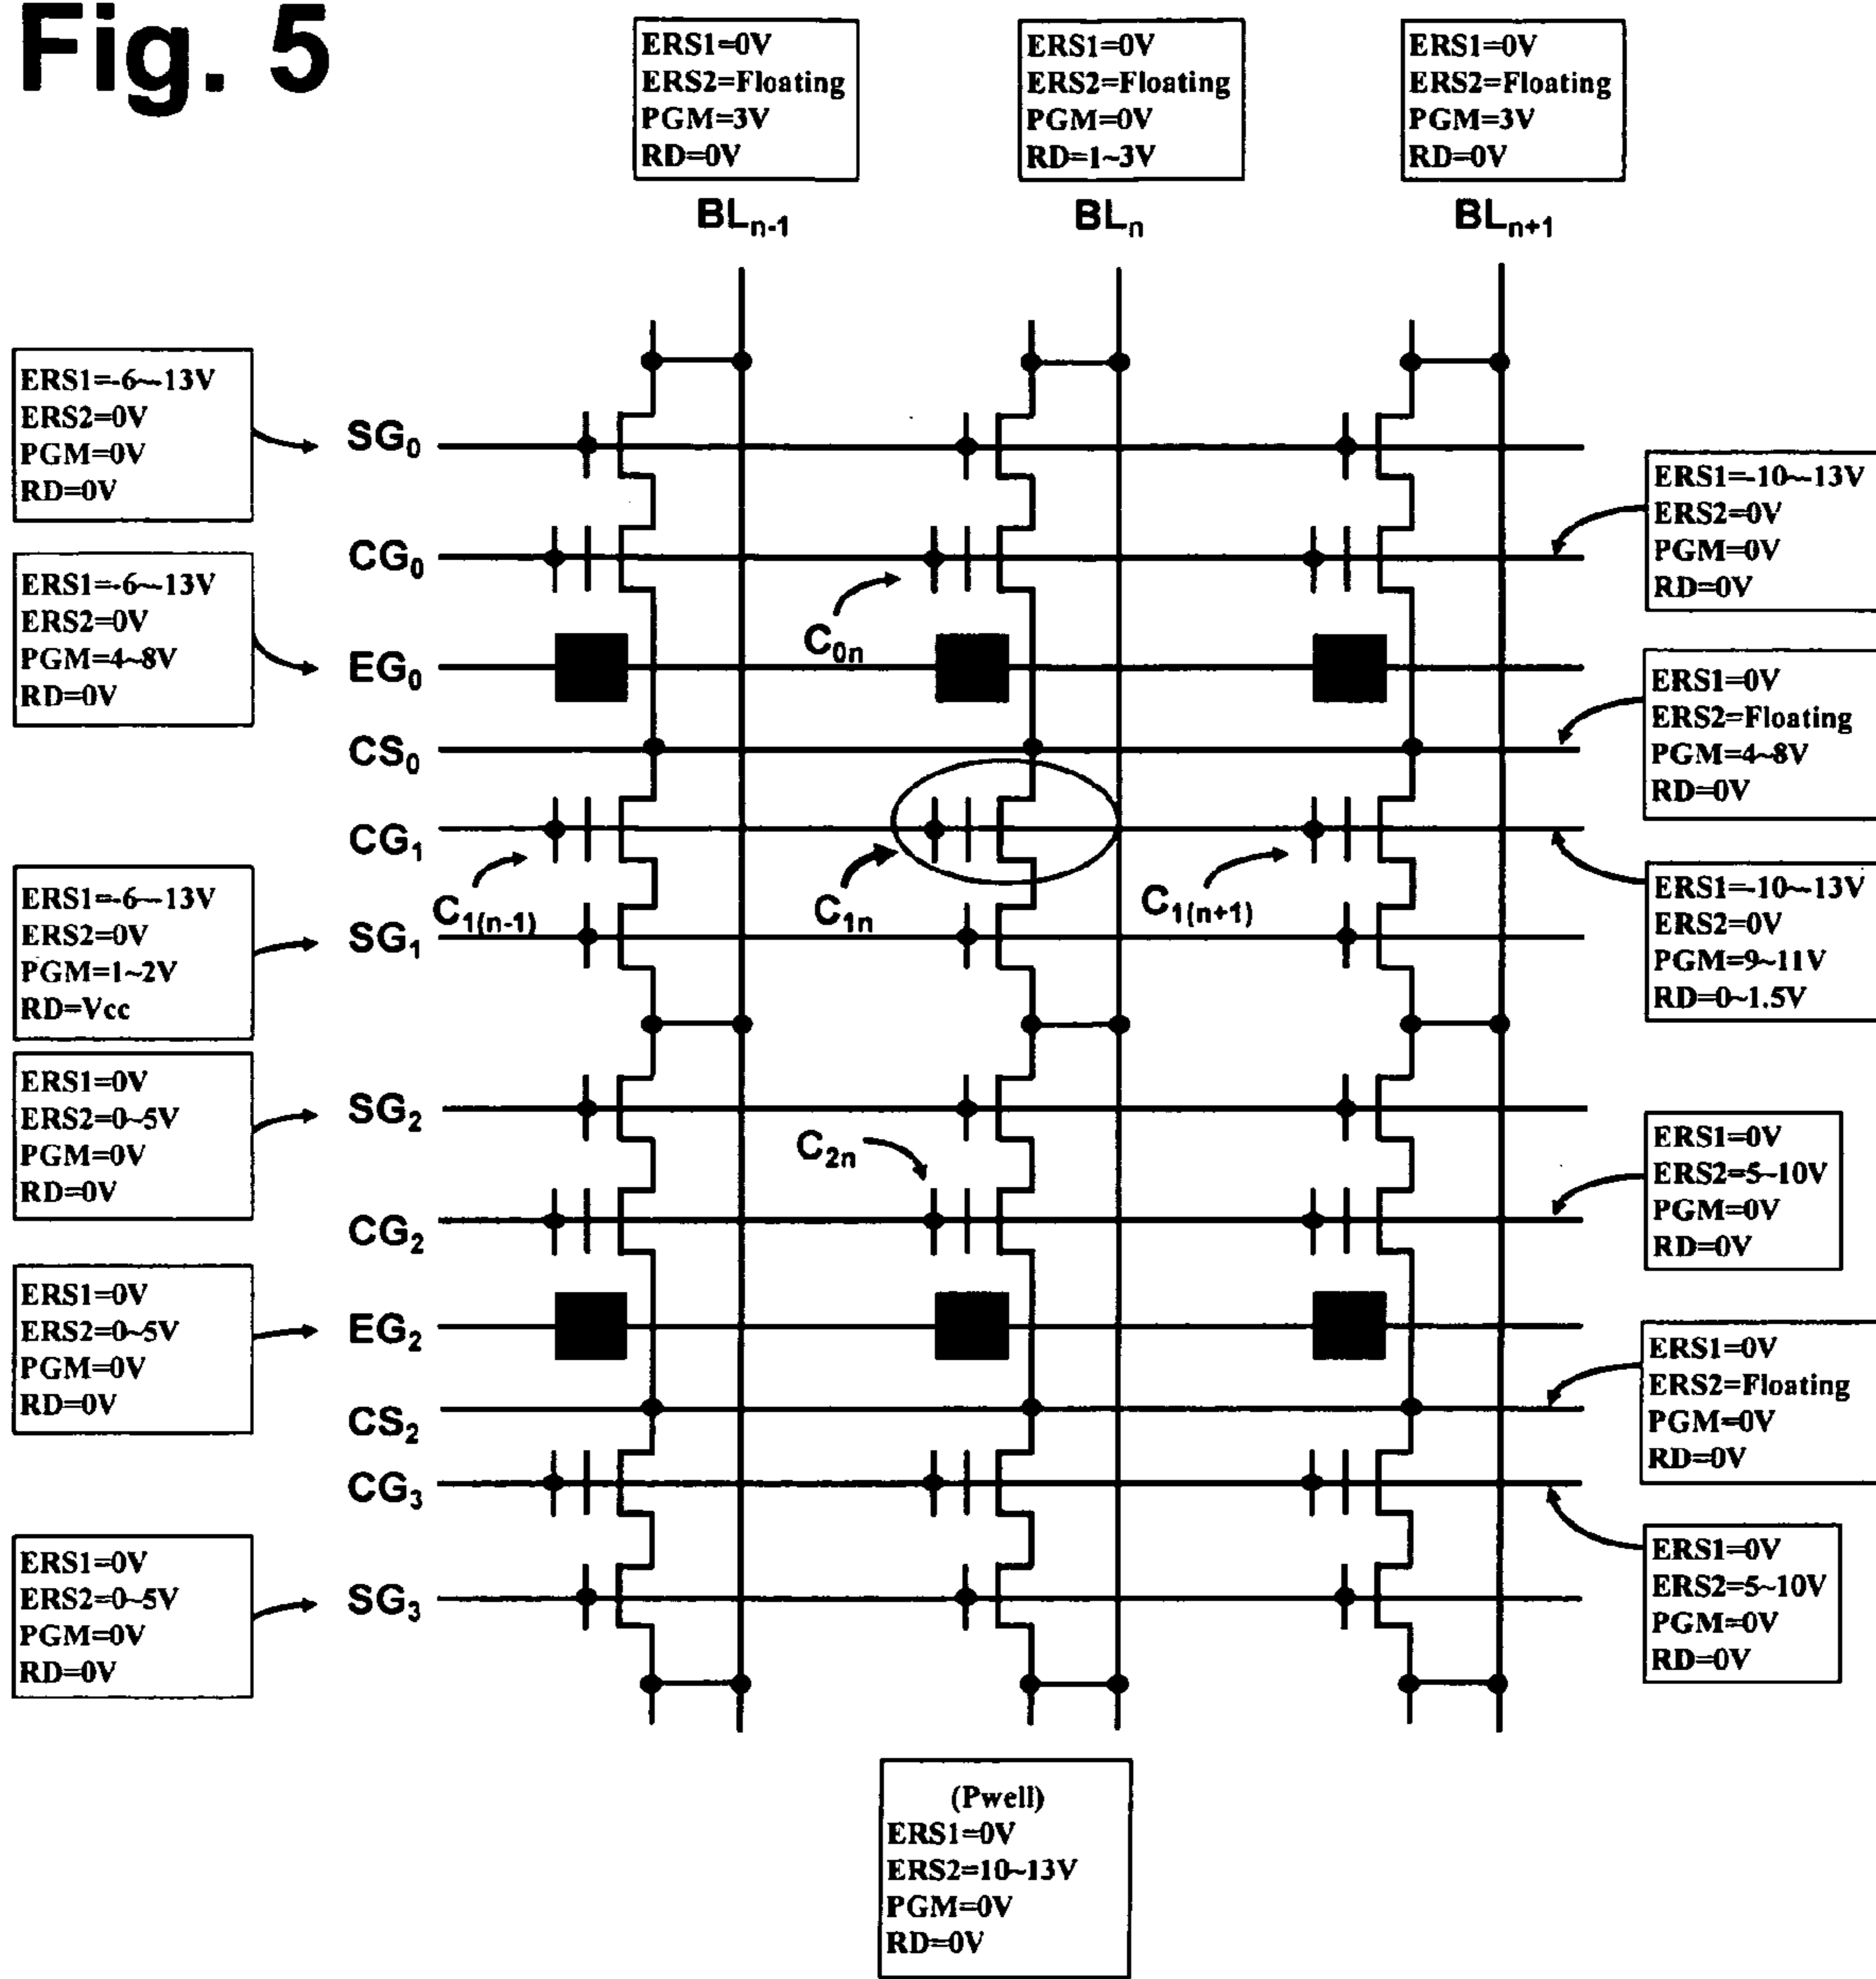 Fig. 5
ERS1=0V
ERS2=Floating
PGM=3V
RD=0V
BLn-1
ERS1=0V
ERS2=Floating
PGM=0V
RD=1~3V
BLn
ERS1=0V
ERS2=Floating
PGM=3V
RD=0V
BLn+1
ERS1=-6~-13V
ERS2=0V
PGM=0V
RD=0V
SG0
CG0
ERS1=-10~-13V
ERS2=0V
PGM=0V
RD=0V
ERS1=-6~-13V
ERS2=0V
PGM=4~8V
RD=0V
C0n
EG0
CS0
ERS1=0V
ERS2=Floating
PGM=4~8V
RD=0V
CG1
C1(n-1)
C1n
C1(n+1)
ERS1=-10~-13V
ERS2=0V
PGM=9~11V
RD=0~1.5V
ERS1=-6~-13V
ERS2=0V
PGM=1~2V
RD=Vcc
SG1
ERS1=0V
ERS2=0~5V
PGM=0V
RD=0V
SG2
C2n
CG2
ERS1=0V
ERS2=5~10V
PGM=0V
RD=0V
ERS1=0V
ERS2=0~5V
PGM=0V
RD=0V
EG2
CS2
ERS1=0V
ERS2=Floating
PGM=0V
RD=0V
CG3
ERS1=0V
ERS2=5~10V
PGM=0V
RD=0V
ERS1=0V
ERS2=0~5V
PGM=0V
RD=0V
SG3
(Pwell)
ERS1=0V
ERS2=10~13V
PGM=0V
RD=0V